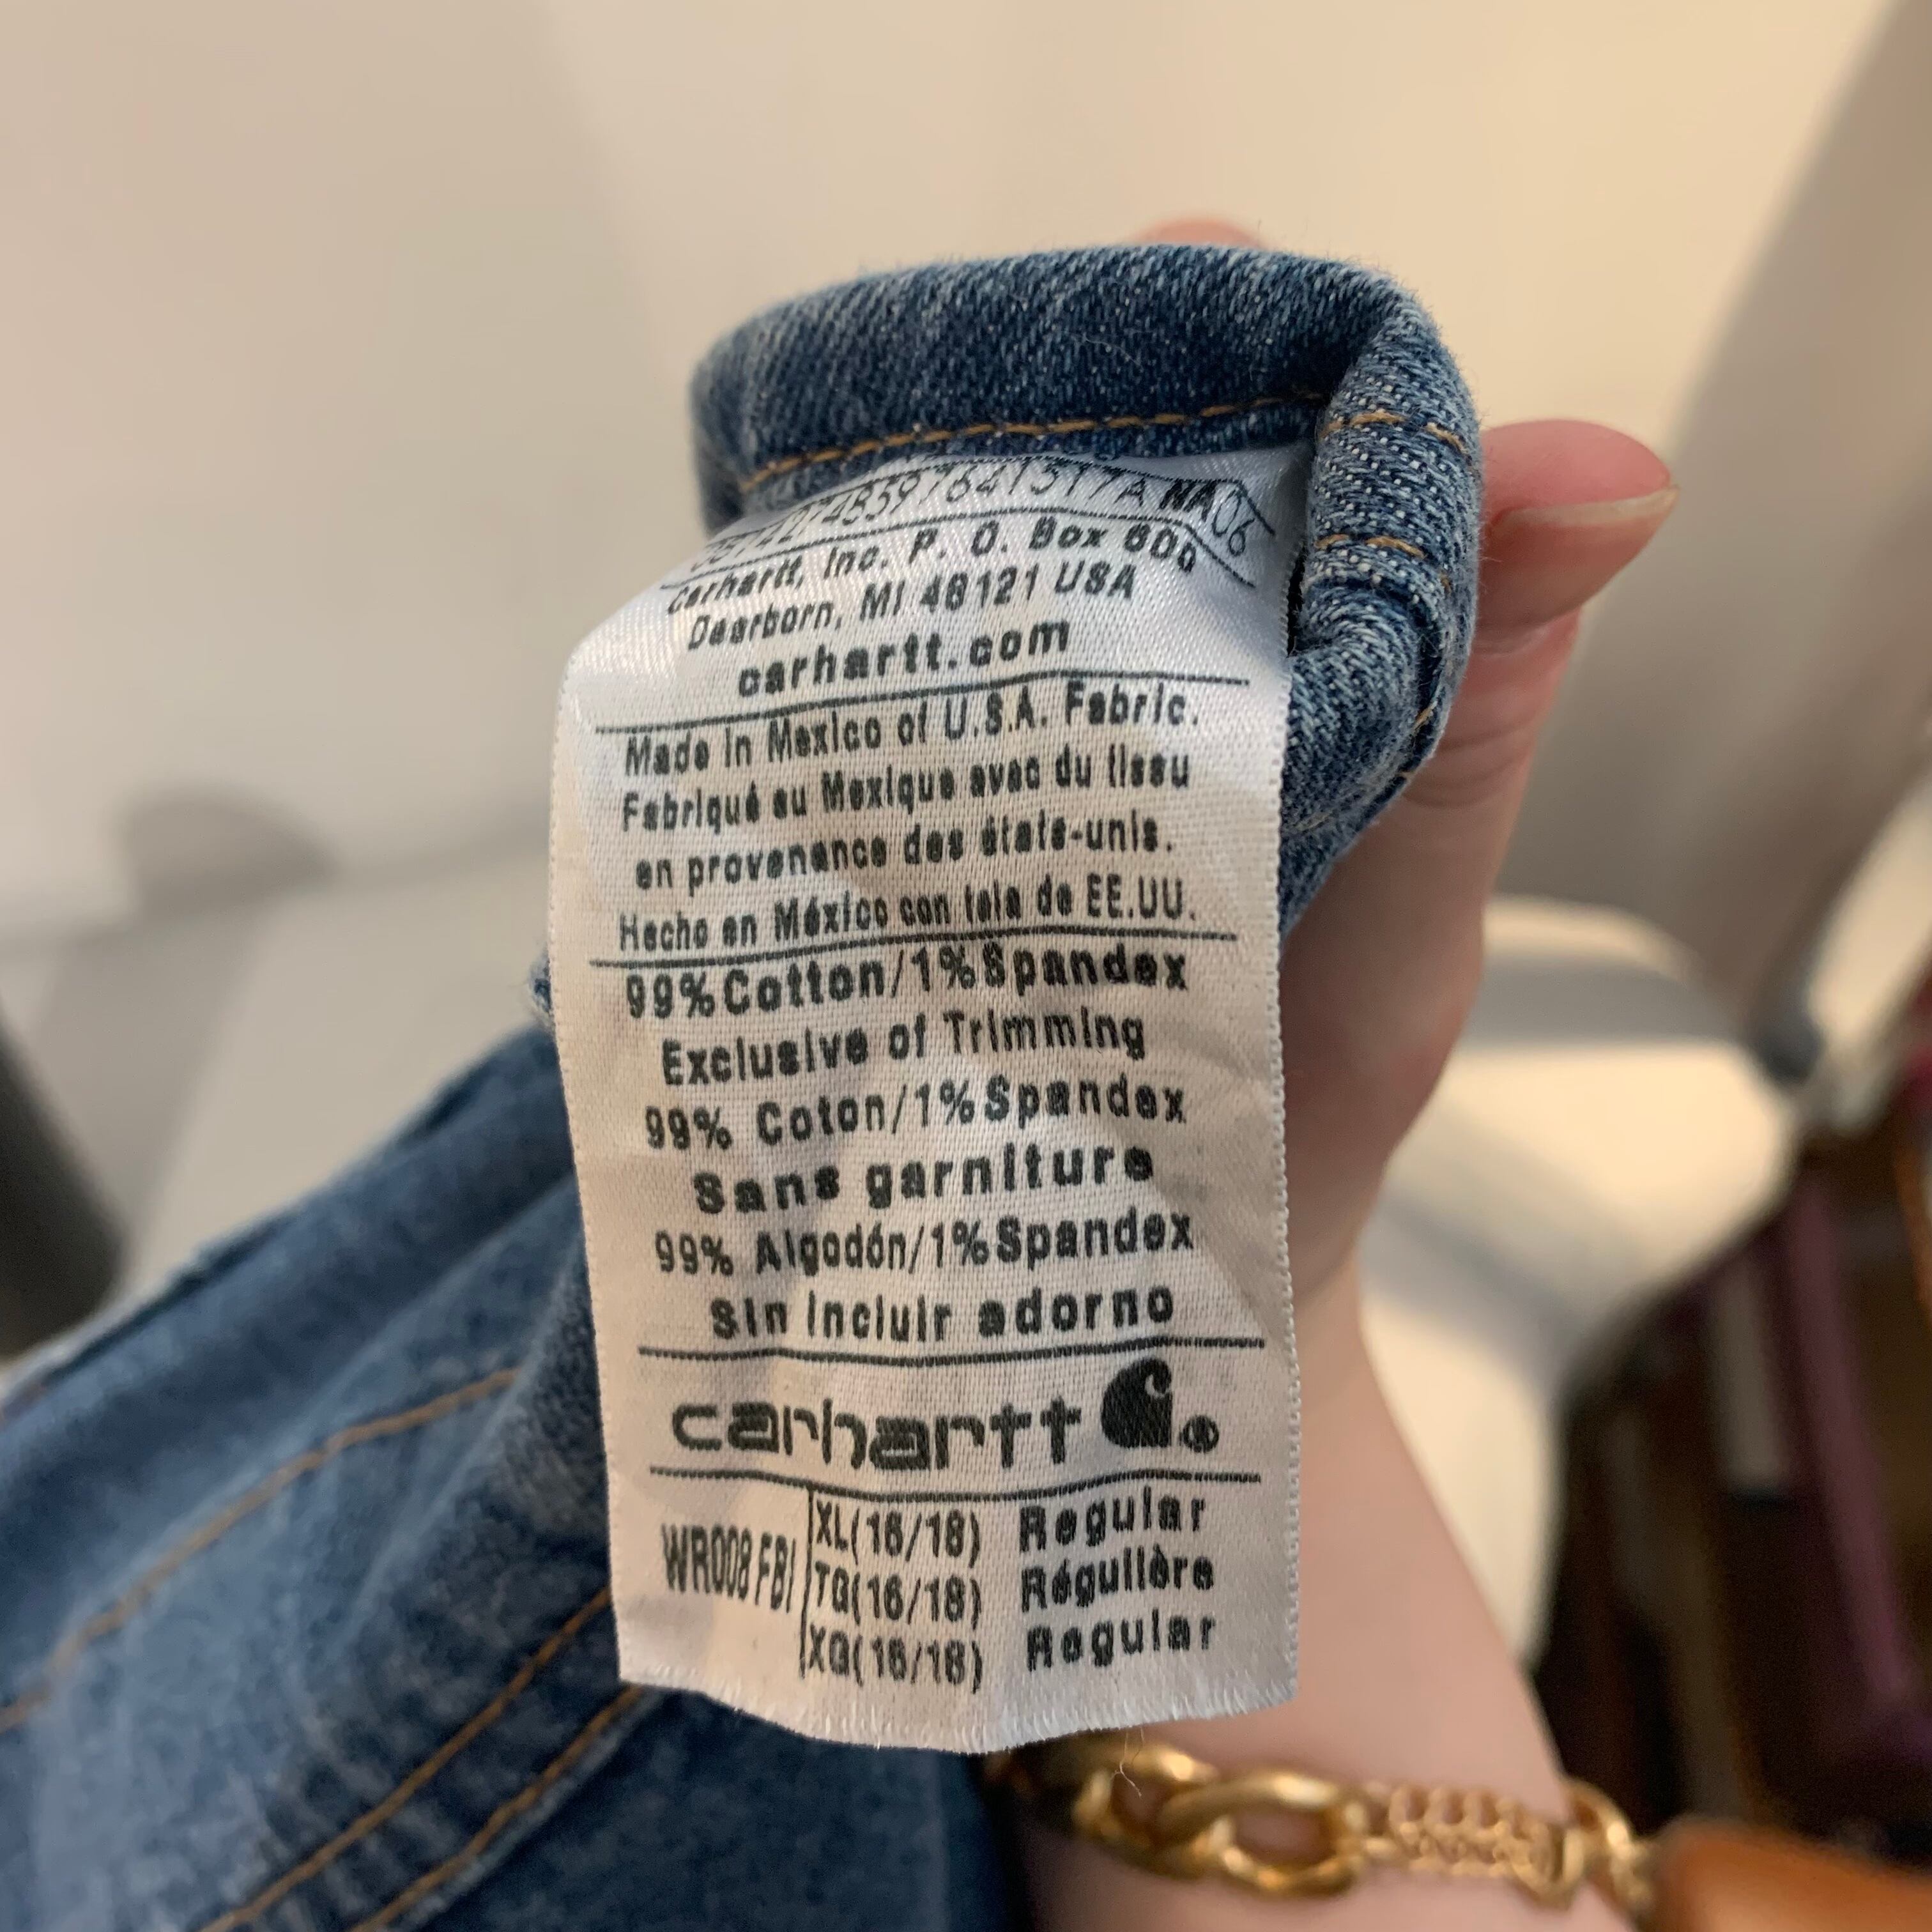 NA06
Carhartt, Inc. P. O. Box 600
Dearborn, MI 48121 USA
carhartt.com
Made in Mexico of U.S.A. Fabric.
Fabriqué au Mexique avec du tissu
en provenance des états-unis.
Hecho en México con tela de EE.UU.
99%Cotton/1%Spandex
Exclusive of Trimming
99% Coton/1%Spandex
Sans garniture
99% Algodón/1%Spandex
Sin incluir adorno
carhartt ®
WR008 FBI
XL(16/18) Regular
TG(16/18) Régulière
XG(16/18) Regular